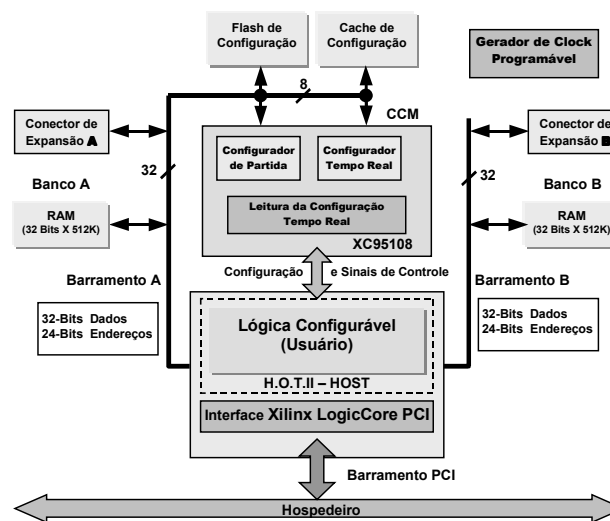 Flash de
Configuração
Cache de
Configuração
Gerador de Clock
Programável
8
CCM
Conector de
Expansão A
Configurador
de Partida
Configurador
Tempo Real
Conector de
Expansão B
32
32
Banco A
Banco B
Leitura da Configuração
Tempo Real
RAM
(32 Bits X 512K)
RAM
(32 Bits X 512K)
XC95108
Configuração e Sinais de Controle
Barramento A
Barramento B
32-Bits Dados
24-Bits Endereços
Lógica Configurável
(Usuário)
32-Bits Dados
24-Bits Endereços
H.O.T.II – HOST
Interface Xilinx LogicCore PCI
Barramento PCI
Hospedeiro